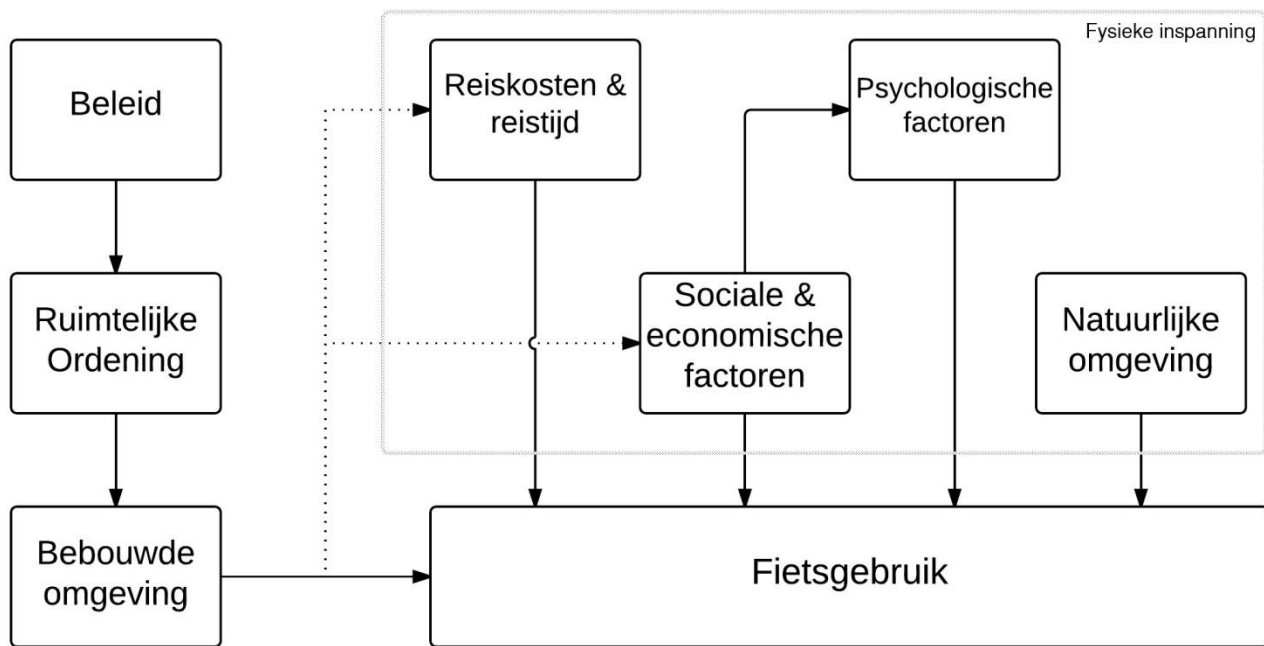 Fysieke inspanning
Beleid
Reiskosten &
reistijd
Psychologische
factoren
Ruimtelijke
Ordening
Sociale &
economische
factoren
Natuurlijke
omgeving
Bebouwde
omgeving
Fietsgebruik